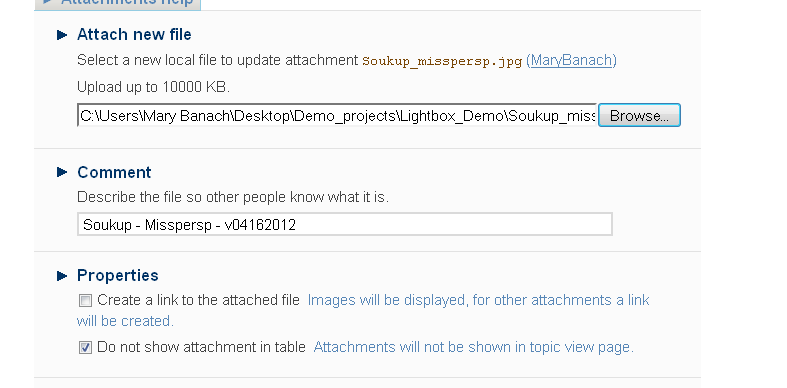 Attachments Help
Attach new file
Select a new local file to update attachment Soukup_misspersp.jpg (MaryBanach)
Upload up to 10000 KB.
C:\Users\Mary Banach\Desktop\Demo_projects\Lightbox_Demo\Soukup_miss Browse...
Comment
Describe the file so other people know what it is.
Soukup - Misspersp - v04162012
Properties
Create a link to the attached file Images will be displayed, for other attachments a link
will be created.
Do not show attachment in table Attachments will not be shown in topic view page.